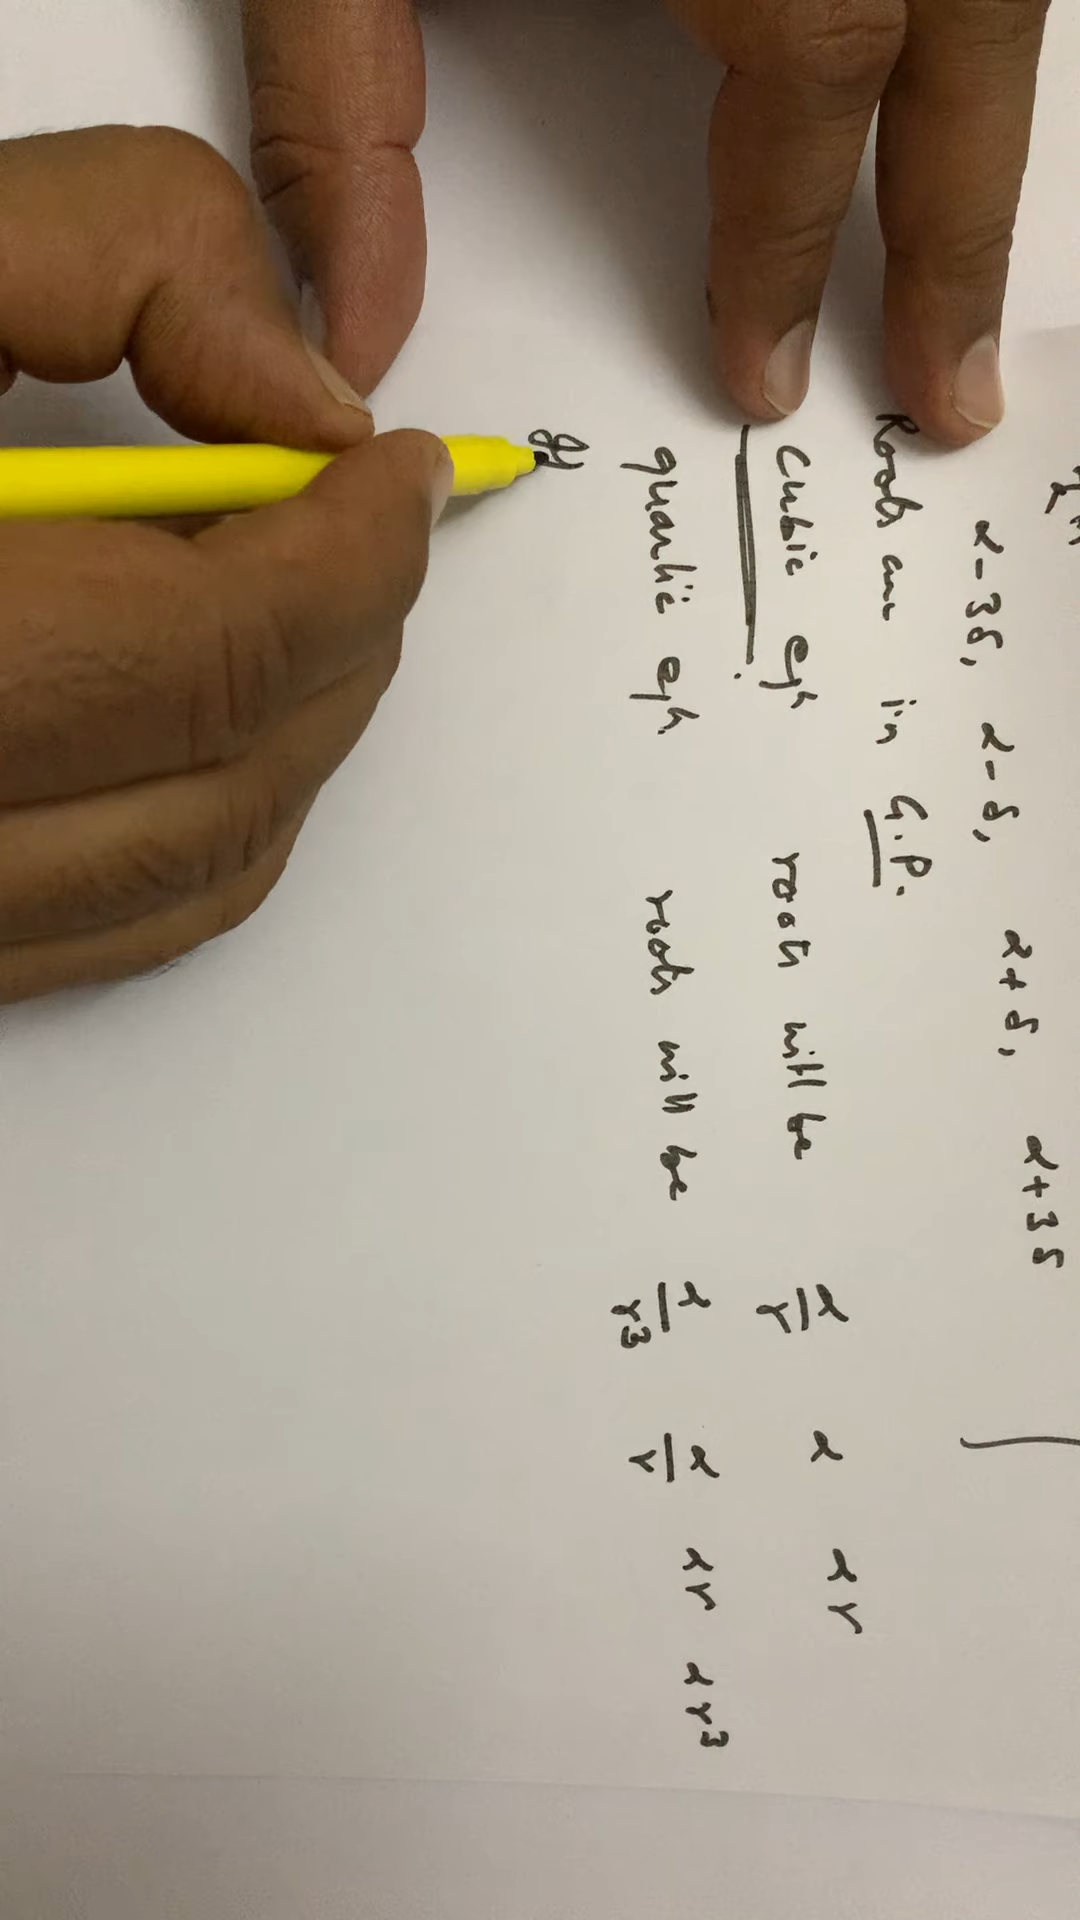 α-3δ, α-δ, α+δ, α+3δ
Roots are in G.P.
Cubic eqn roots will be α/r α αr
quartic eqn. roots will be α/r³ α/r αr αr³